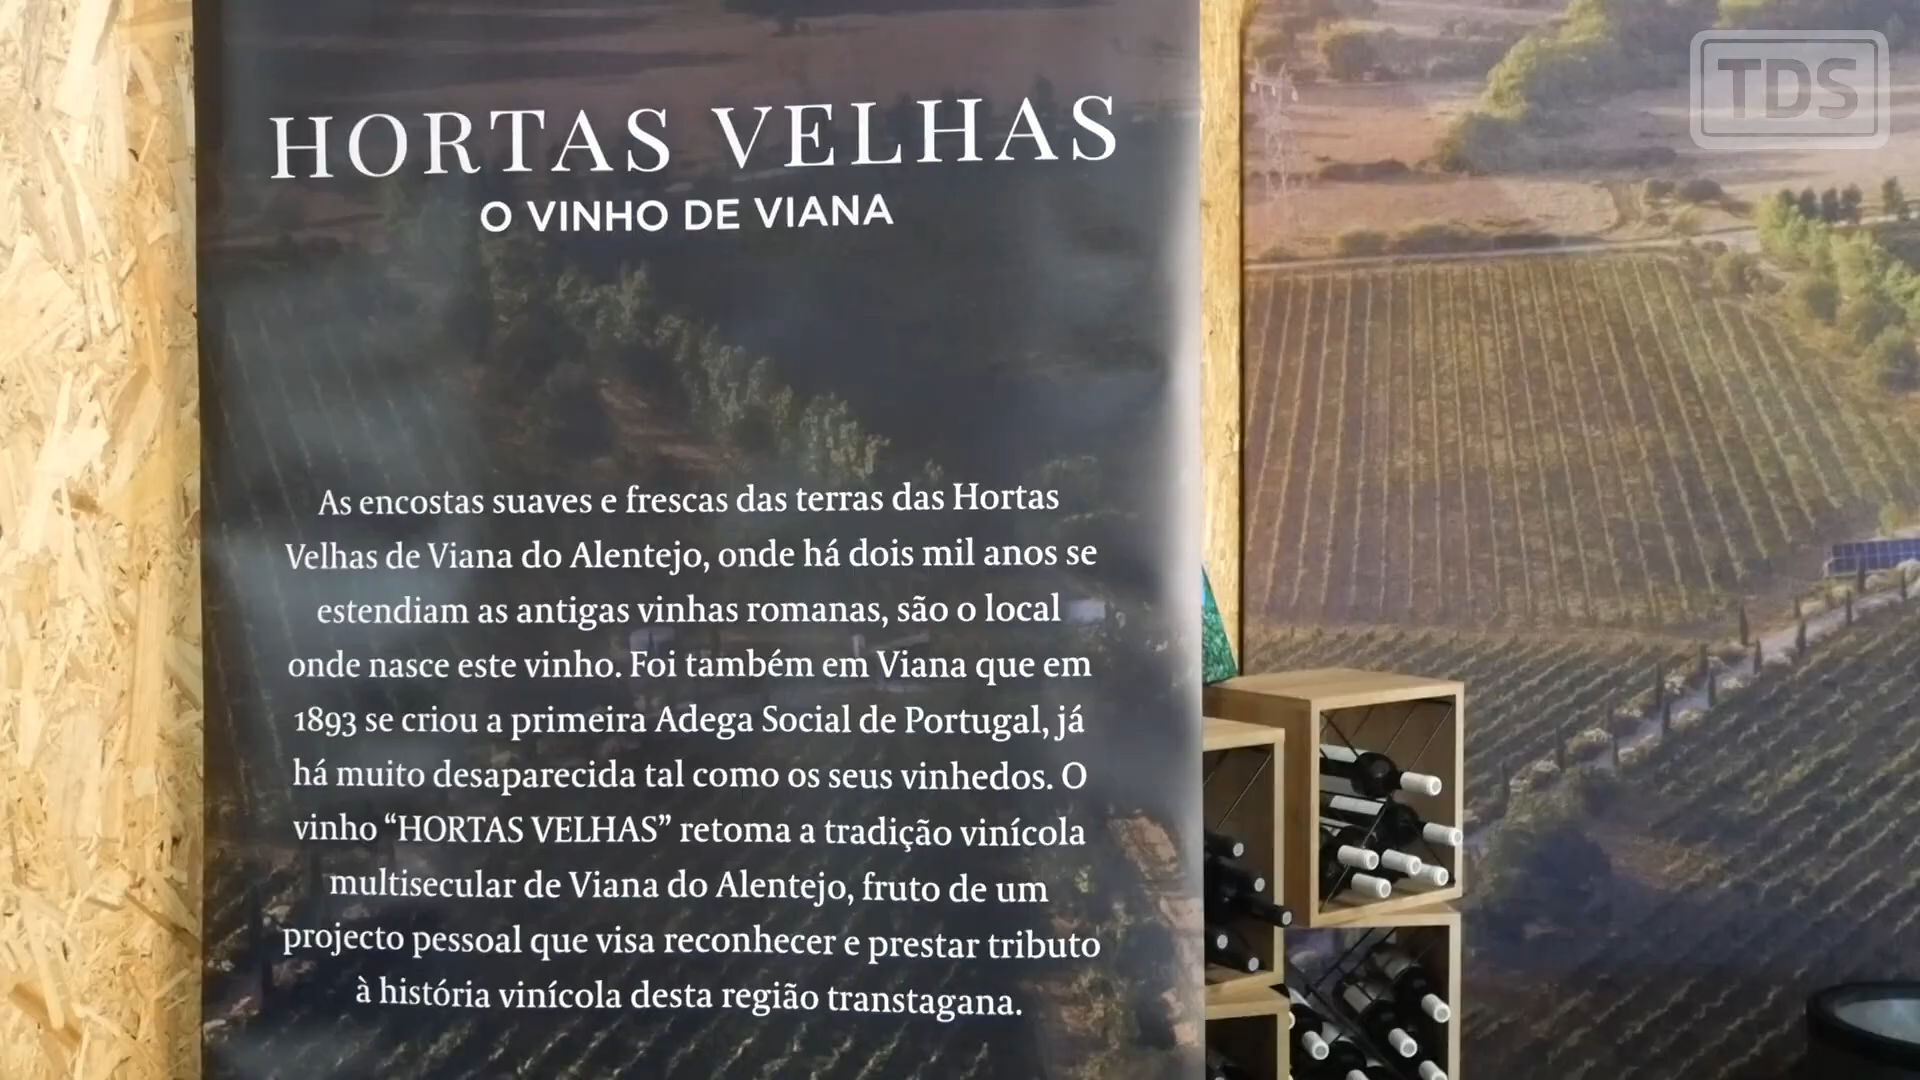 HORTAS VELHAS
O VINHO DE VIANA
As encostas suaves e frescas das terras das Hortas
Velhas de Viana do Alentejo, onde há dois mil anos se
estendiam as antigas vinhas romanas, são o local
onde nasce este vinho. Foi também em Viana que em
1893 se criou a primeira Adega Social de Portugal, já
há muito desaparecida tal como os seus vinhedos. O
vinho “HORTAS VELHAS” retoma a tradição vinícola
multisecular de Viana do Alentejo, fruto de um
projecto pessoal que visa reconhecer e prestar tributo
à história vinícola desta região transtagana.
TDS